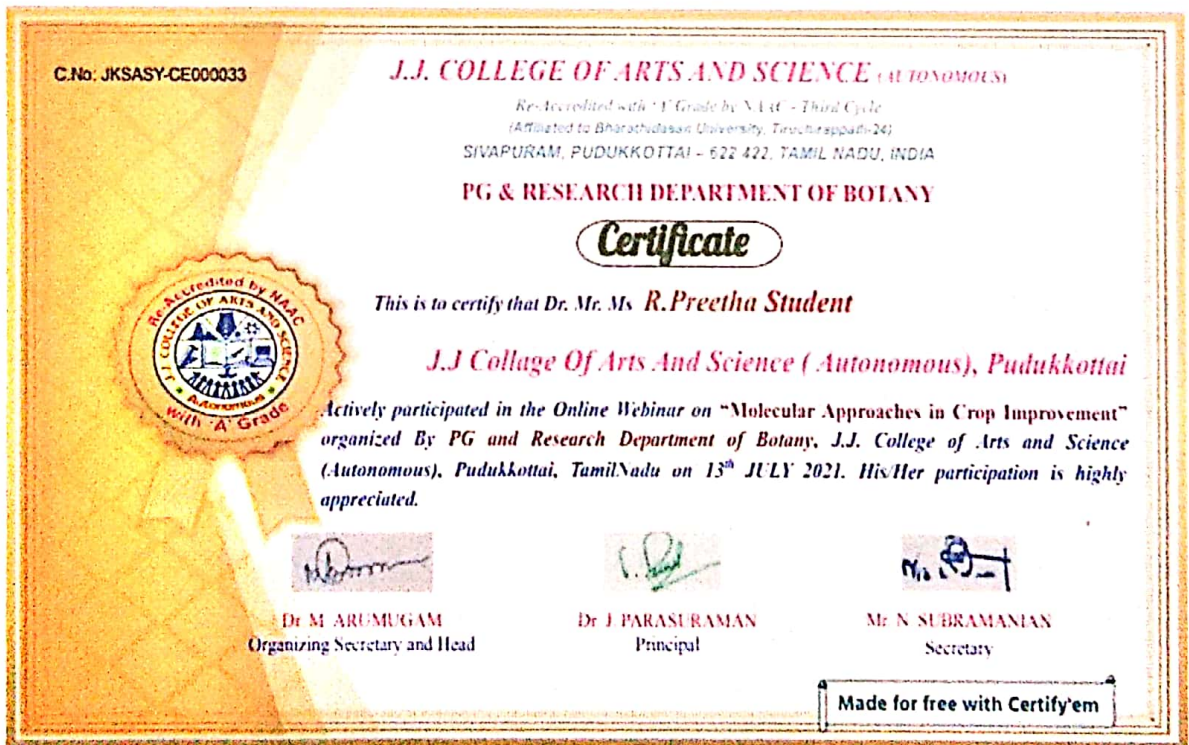 C.No: JKSASY-CE000033
J.J. COLLEGE OF ARTS AND SCIENCE (AUTONOMOUS)
Re-Accredited with 'A' Grade by NAAC - Third Cycle
(Affiliated to Bharathidasan University, Tiruchirappalli-24)
SIVAPURAM, PUDUKKOTTAI - 622 422, TAMIL NADU, INDIA
PG & RESEARCH DEPARTMENT OF BOTANY
Certificate
Re-Accredited by NAAC
J.J. COLLEGE OF ARTS AND SCIENCE
Autonomous
with 'A' Grade
This is to certify that Dr. Mr. Ms R.Preetha Student
J.J Collage Of Arts And Science ( Autonomous), Pudukkottai
Actively participated in the Online Webinar on "Molecular Approaches in Crop Improvement"
organized By PG and Research Department of Botany, J.J. College of Arts and Science
(Autonomous), Pudukkottai, TamilNadu on 13th JULY 2021. His/Her participation is highly
appreciated.
Dr M. ARUMUGAM
Organizing Secretary and Head
Dr J. PARASURAMAN
Principal
Mr. N. SUBRAMANIAN
Secretary
Made for free with Certify'em